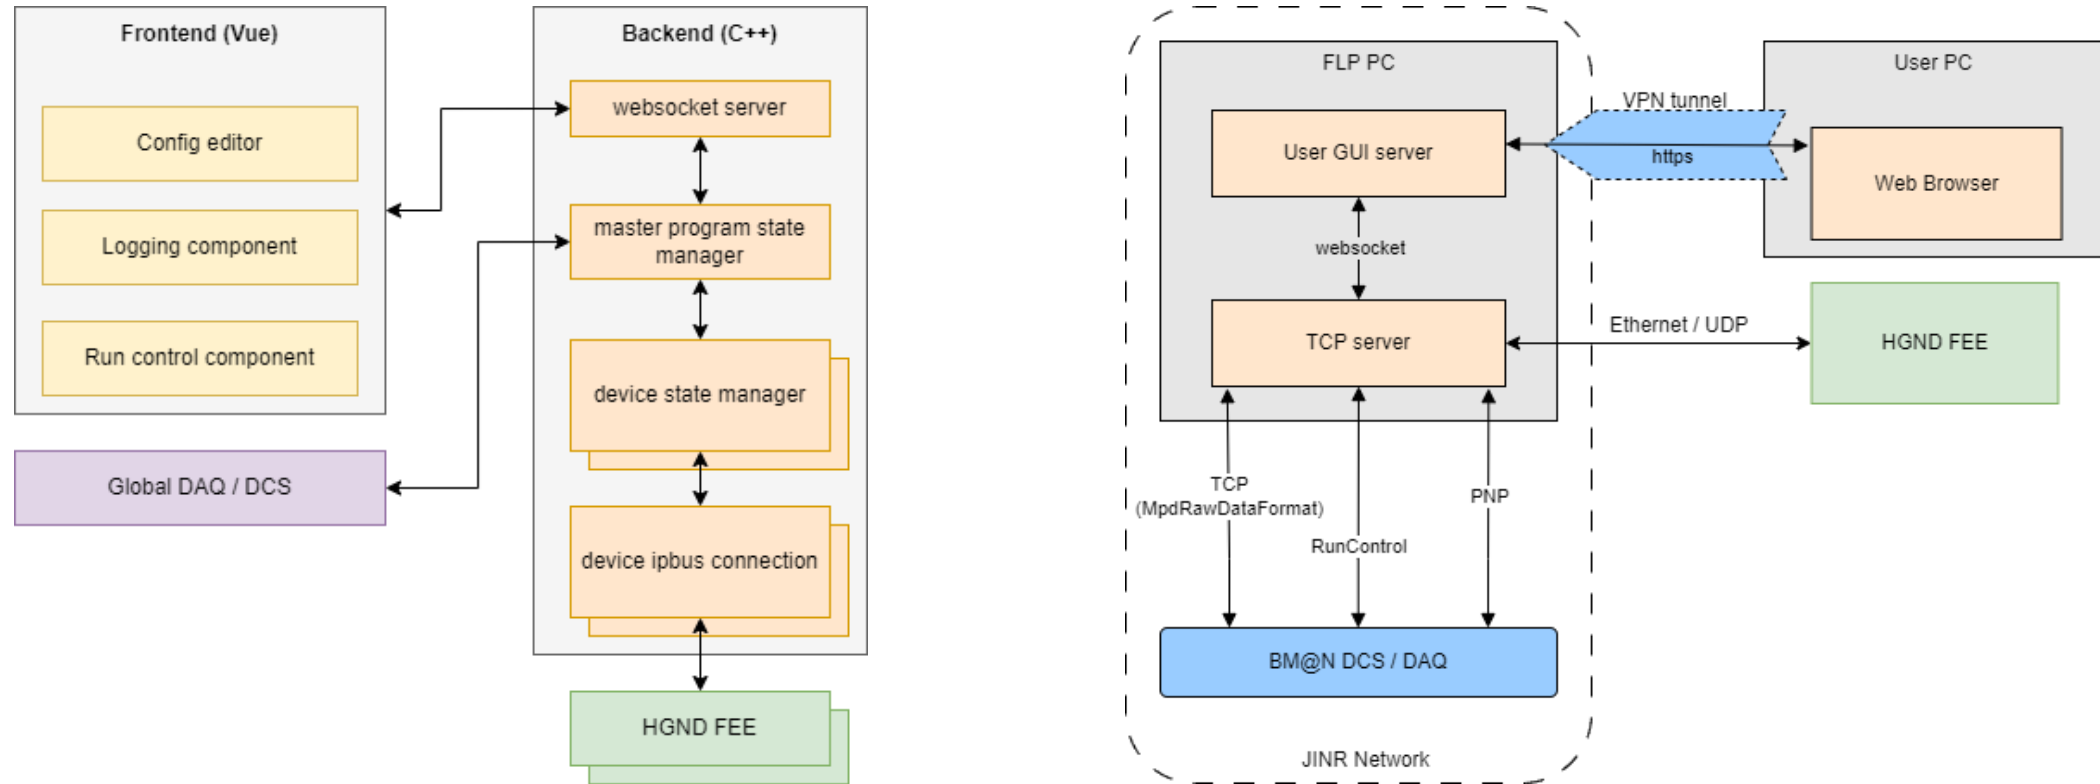 Frontend (Vue)
Config editor
Logging component
Run control component
Global DAQ / DCS
Backend (C++)
websocket server
master program state
manager
device state manager
device ipbus connection
HGND FEE
FLP PC
User GUI server
websocket
TCP server
TCP
(MpdRawDataFormat)
RunControl
PNP
BM@N DCS / DAQ
JINR Network
VPN tunnel
https
User PC
Web Browser
Ethernet / UDP
HGND FEE